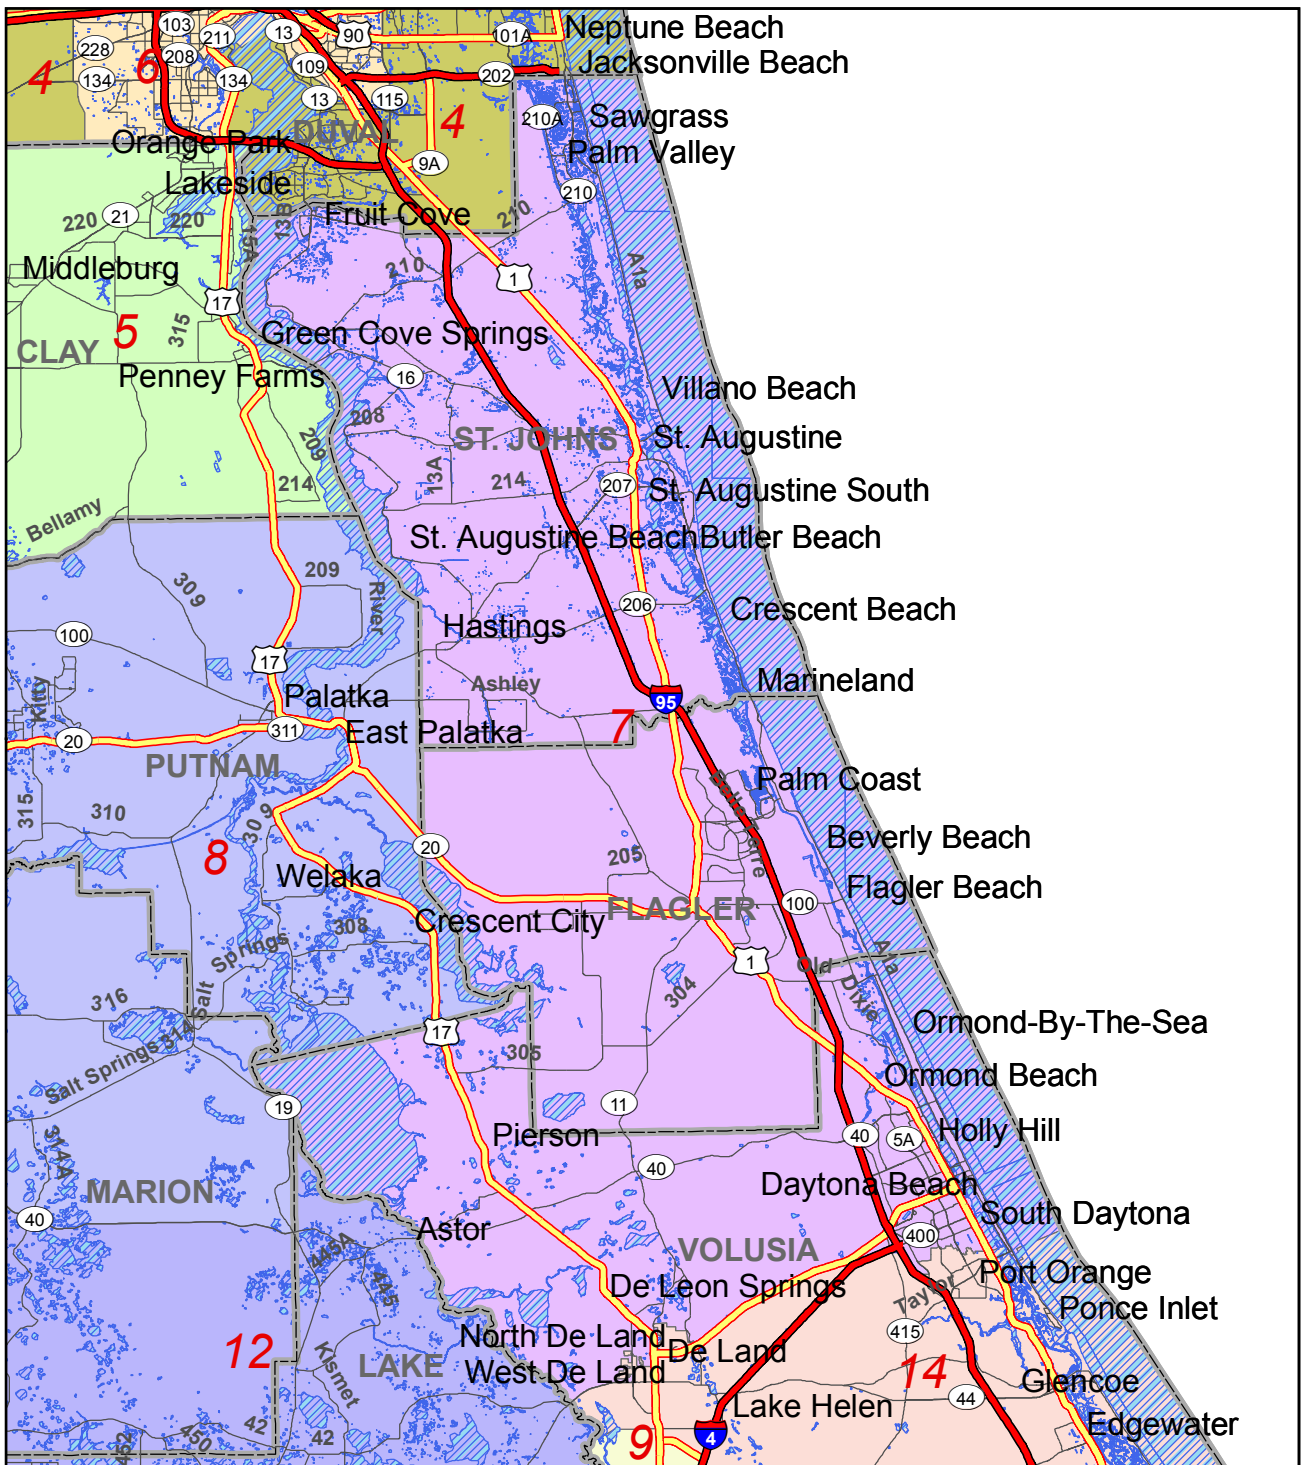 Neptune Beach
Jacksonville Beach
103
211
13
90
101A
228
208
4
6
134
134
109
202
13
115
4
210A
Sawgrass
DUVAL
Orange Park
Palm Valley
9A
Lakeside
210
220
21
220
13B
Fruit Cove
210
15A
Middleburg
210
A1a
1
17
315
5
Green Cove Springs
CLAY
Penney Farms
16
Villano Beach
208
ST. JOHNS
St. Augustine
209
13A
214
214
207
St. Augustine South
Bellamy
St. Augustine Beach
Butler Beach
309
209
River
206
Crescent Beach
100
Hastings
17
Ashley
Marineland
Palatka
95
7
311
East Palatka
20
PUTNAM
Palm Coast
315
310
309
Beverly Beach
20
8
205
Welaka
Flagler Beach
100
FLAGLER
Crescent City
308
Springs
A1a
1
Old
Dixie
316
Salt
304
314
17
Ormond-By-The-Sea
305
Salt Springs
Ormond Beach
19
11
314A
Pierson
40
5A
Holly Hill
40
MARION
Daytona Beach
40
Astor
South Daytona
400
445A
VOLUSIA
445
De Leon Springs
Port Orange
Taylor
Ponce Inlet
415
North De Land
12
Kismet
LAKE
De Land
West De Land
14
Glencoe
44
Lake Helen
42
42
450
452
9
4
Edgewater